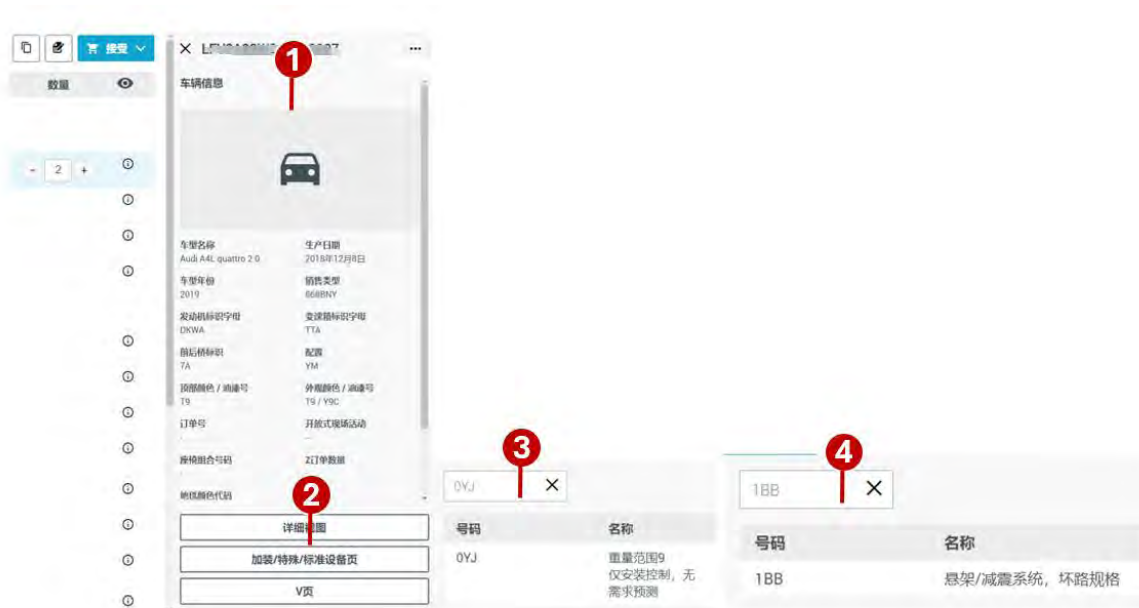 接受
数量
2
1
车辆信息
车型名称 生产日期
Audi A4L quattro 2.0 2018年12月8日
车型年份 销售类型
2019 8WBNY
发动机标识字母 变速箱标识字母
DKWA TTA
前后桥标识 配置
7A YM
顶部颜色 / 油漆号 外观颜色 / 油漆号
T9 T9 / Y9C
订单号 开放式现场活动
座椅组合号码 Z订单数量
地毯颜色代码
2
详细视图
加装/特殊/标准设备页
V页
3
0YJ
号码 名称
0YJ 重量范围9
仅安装控制，无
需求预测
4
1BB
号码 名称
1BB 悬架/减震系统，坏路规格